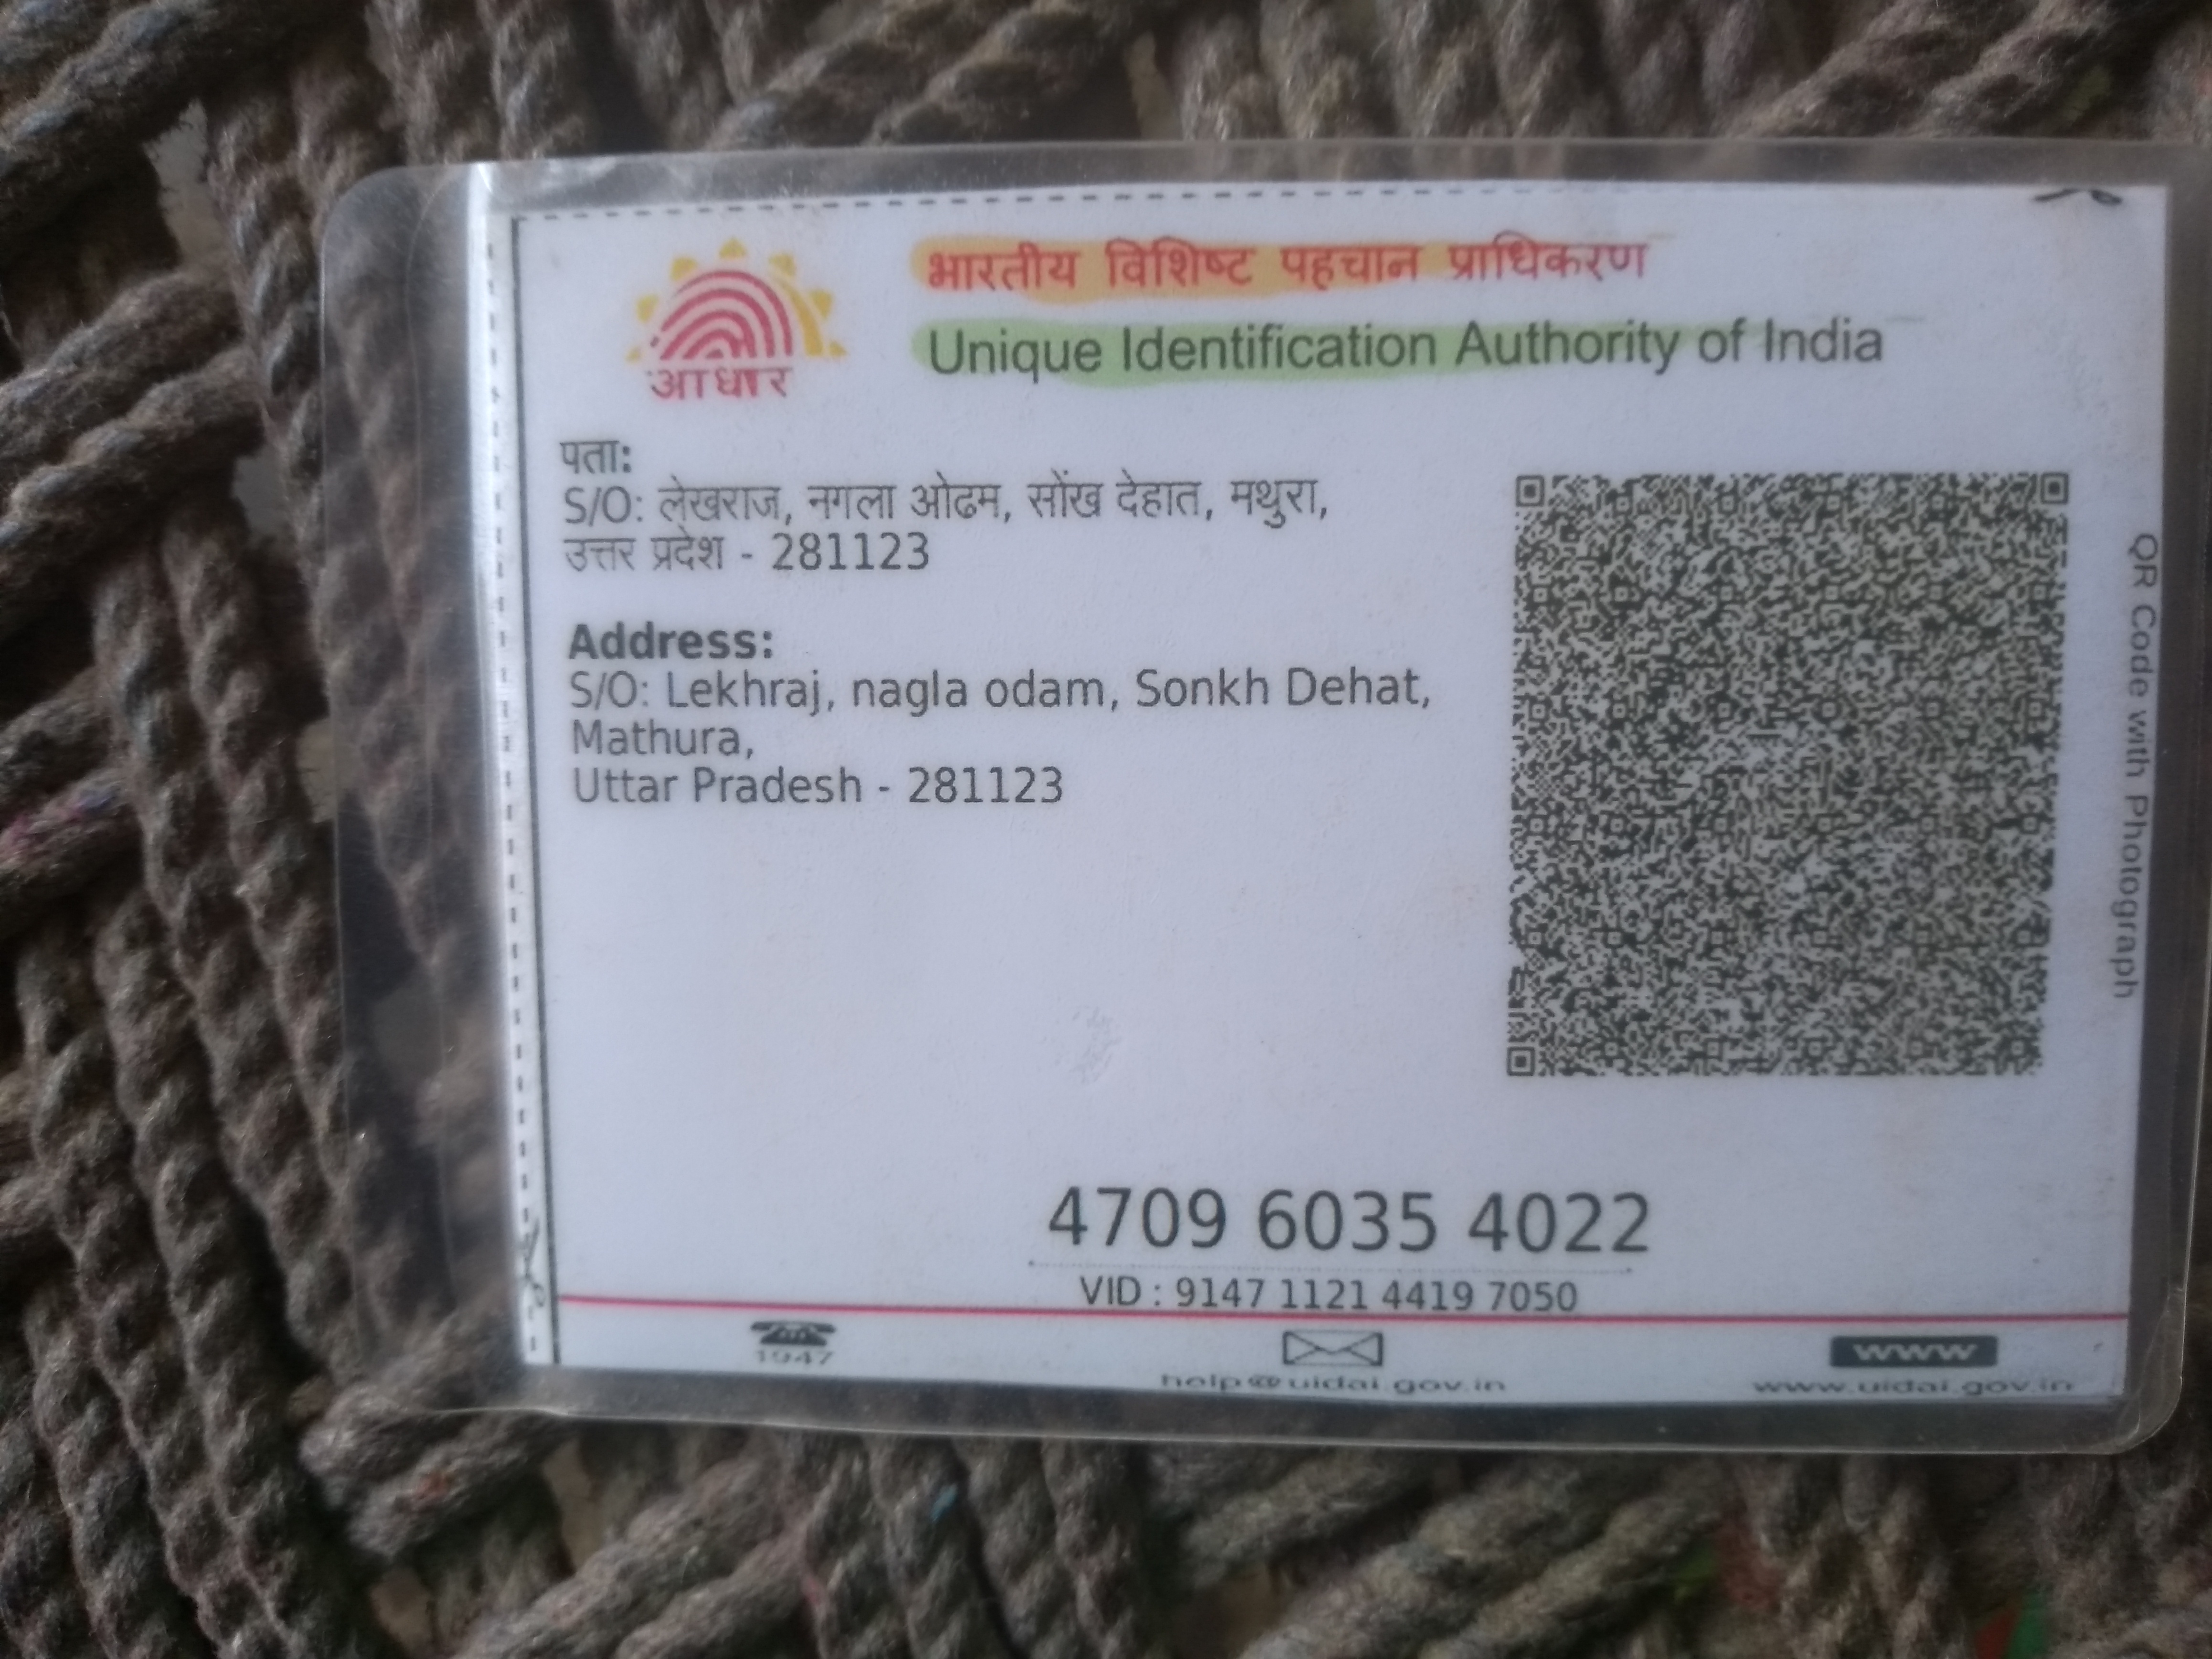 भारतीय विशिष्ट पहचान प्राधिकरण
Unique Identification Authority of India
आधार
पता:
S/O: लेखराज, नगला ओढम, सोंख देहात, मथुरा,
उत्तर प्रदेश - 281123
Address:
S/O: Lekhraj, nagla odam, Sonkh Dehat,
Mathura,
Uttar Pradesh - 281123
QR Code with Photograph
4709 6035 4022
VID : 9147 1121 4419 7050
1947
help@uidai.gov.in
www
www.uidai.gov.in